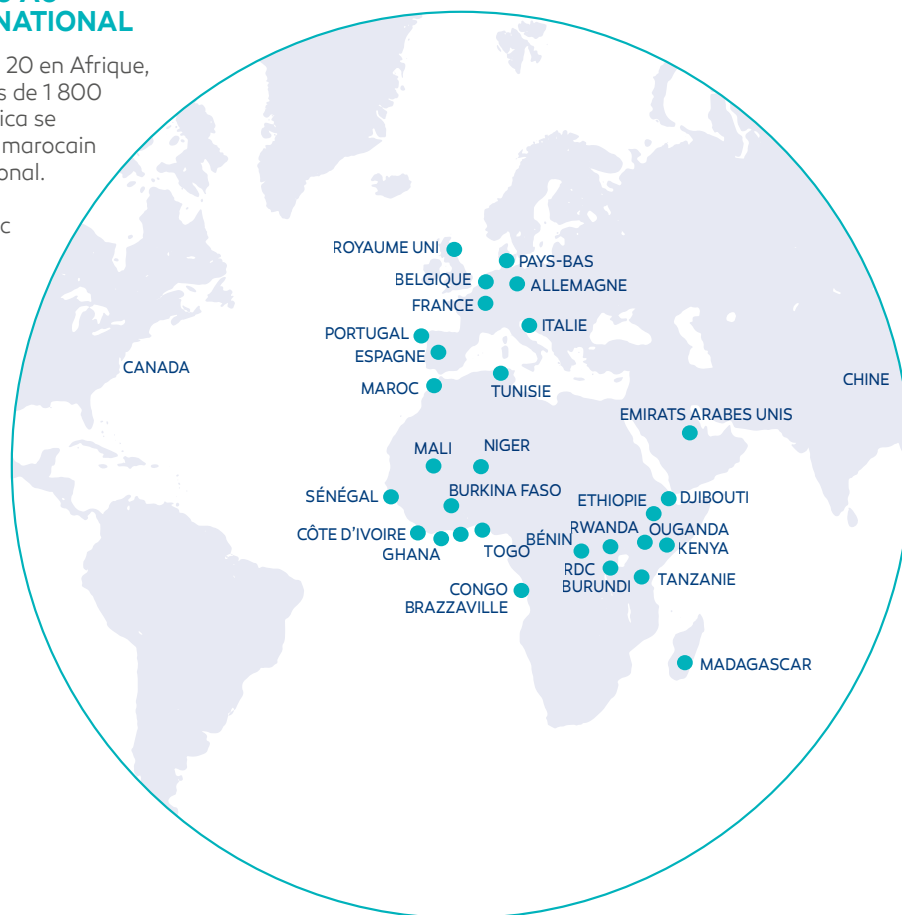 NATIONAL
20 en Afrique,
de 1 800
se
marocain
c
ROYAUME UNI
PAYS-BAS
BELGIQUE
ALLEMAGNE
FRANCE
ITALIE
PORTUGAL
ESPAGNE
CANADA
MAROC
TUNISIE
CHINE
EMIRATS ARABES UNIS
MALI
NIGER
SÉNÉGAL
BURKINA FASO
ETHIOPIE
DJIBOUTI
CÔTE D'IVOIRE
GHANA
TOGO
BÉNIN
RWANDA
OUGANDA
KENYA
RDC
BURUNDI
TANZANIE
CONGO
BRAZZAVILLE
MADAGASCAR